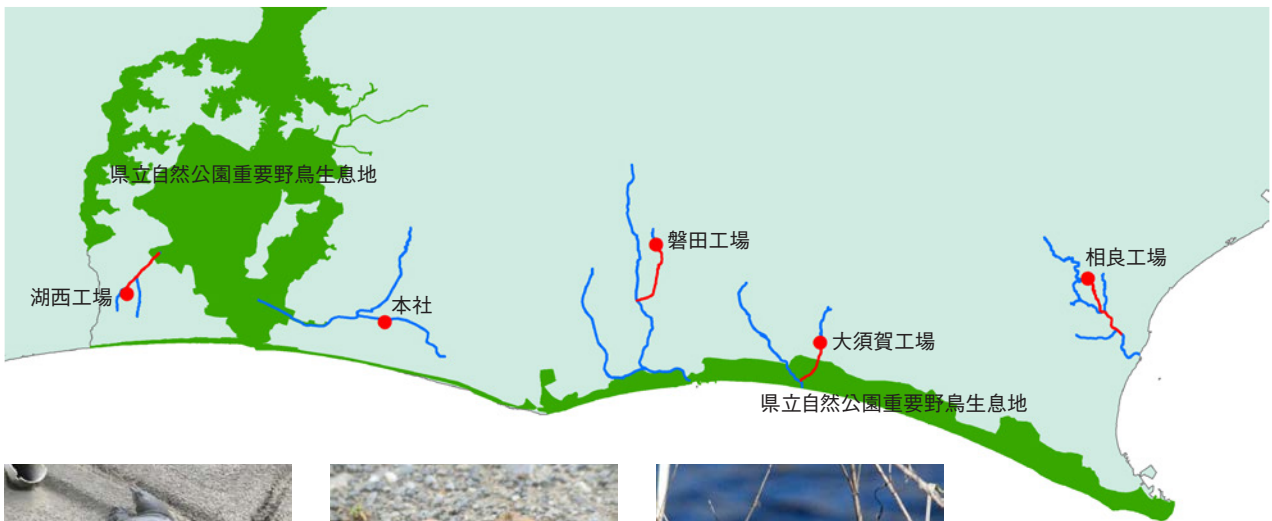 県立自然公園重要野鳥生息地
磐田工場
相良工場
湖西工場
本社
大須賀工場
県立自然公園重要野鳥生息地